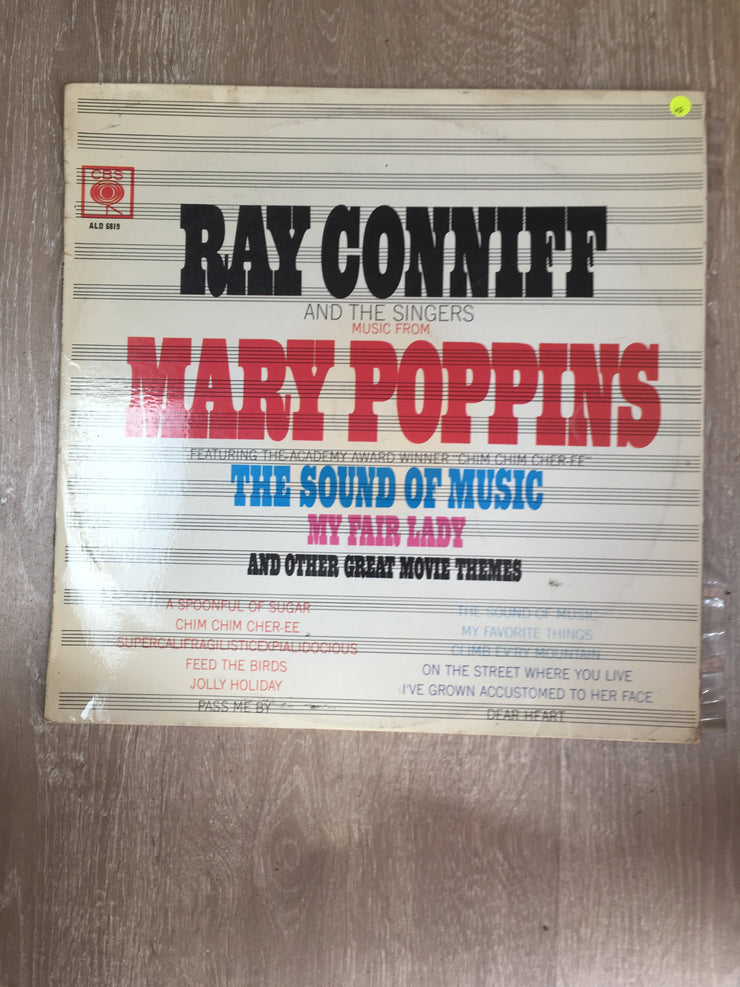 CBS
ALD 6819
RAY CONNIFF
AND THE SINGERS
MUSIC FROM
MARY POPPINS
FEATURING THE ACADEMY AWARD WINNER "CHIM CHIM CHER-EE"
THE SOUND OF MUSIC
MY FAIR LADY
AND OTHER GREAT MOVIE THEMES
A SPOONFUL OF SUGAR
CHIM CHIM CHER-EE
SUPERCALIFRAGILISTICEXPIALIDOCIOUS
FEED THE BIRDS
JOLLY HOLIDAY
PASS ME BY
THE SOUND OF MUSIC
MY FAVORITE THINGS
CLIMB EV'RY MOUNTAIN
ON THE STREET WHERE YOU LIVE
I'VE GROWN ACCUSTOMED TO HER FACE
DEAR HEART